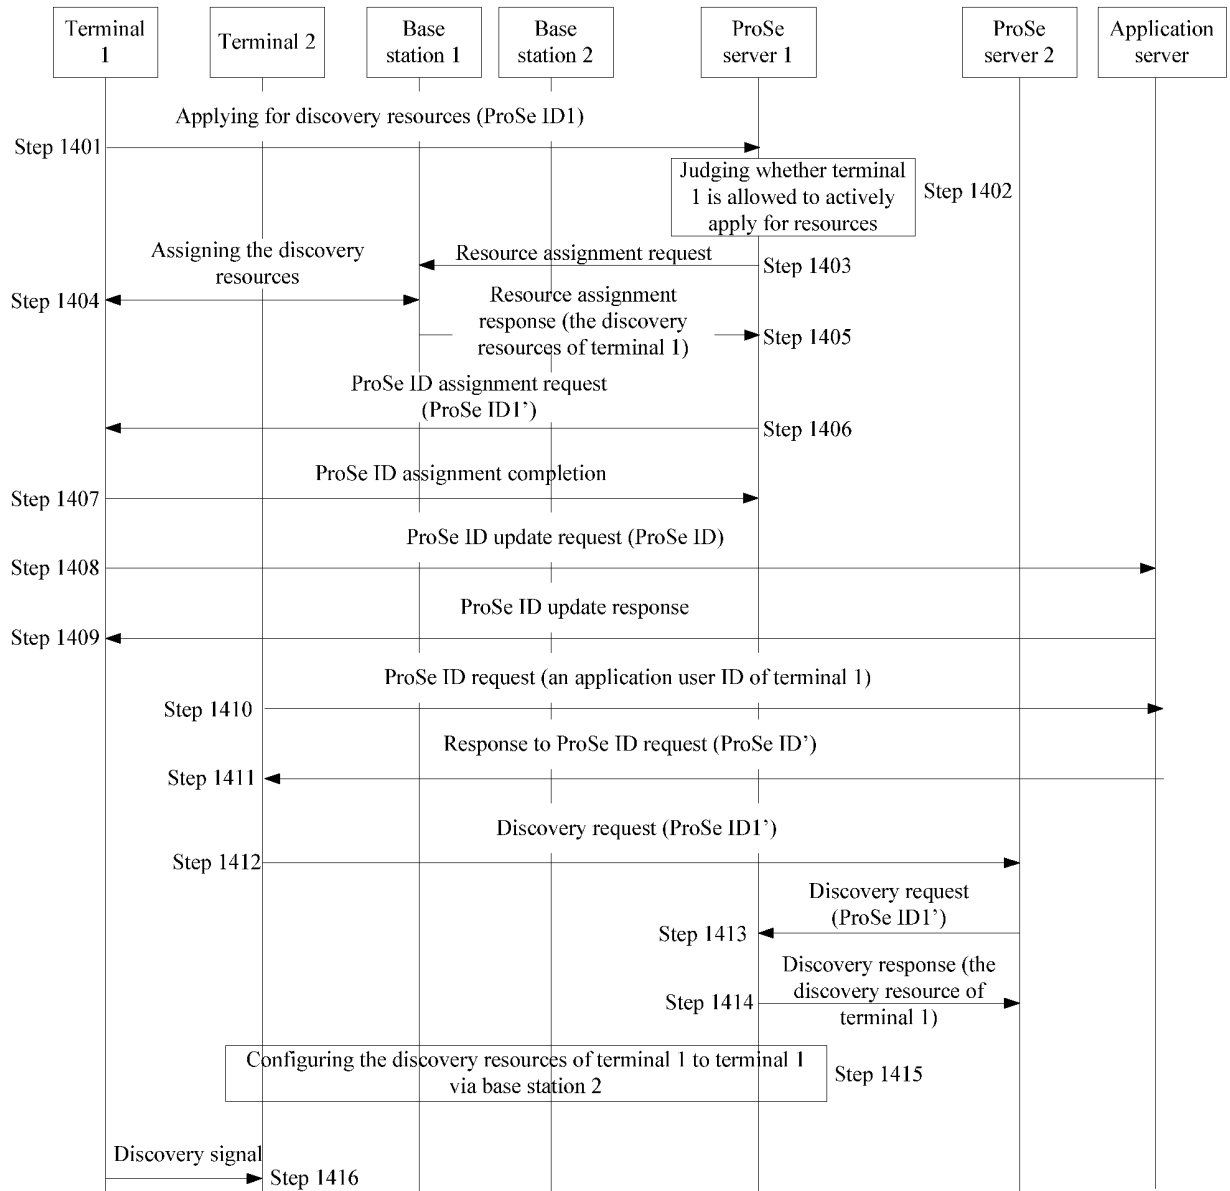 Terminal
1
Terminal 2
Base
station 1
Base
station 2
ProSe
server 1
ProSe
server 2
Application
server
Applying for discovery resources (ProSe ID1)
Step 1401
Judging whether terminal
1 is allowed to actively
apply for resources
Step 1402
Assigning the discovery
resources
Resource assignment request
Step 1403
Step 1404
Resource assignment
response (the discovery
resources of terminal 1)
Step 1405
ProSe ID assignment request
(ProSe ID1’)
Step 1406
ProSe ID assignment completion
Step 1407
ProSe ID update request (ProSe ID)
Step 1408
ProSe ID update response
Step 1409
ProSe ID request (an application user ID of terminal 1)
Step 1410
Response to ProSe ID request (ProSe ID’)
Step 1411
Discovery request (ProSe ID1’)
Step 1412
Discovery request
(ProSe ID1’)
Step 1413
Discovery response (the
discovery resource of
terminal 1)
Step 1414
Configuring the discovery resources of terminal 1 to terminal 1
via base station 2
Step 1415
Discovery signal
Step 1416